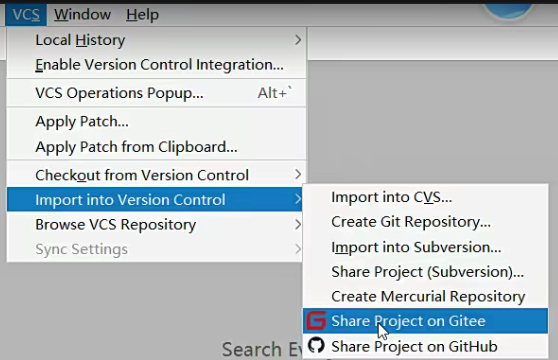 VCS Window Help
Local History
Enable Version Control Integration...
VCS Operations Popup... Alt+`
Apply Patch...
Apply Patch from Clipboard...
Checkout from Version Control
Import into Version Control
Browse VCS Repository
Sync Settings
Import into CVS...
Create Git Repository...
Import into Subversion...
Share Project (Subversion)...
Create Mercurial Repository
Share Project on Gitee
Share Project on GitHub
Search